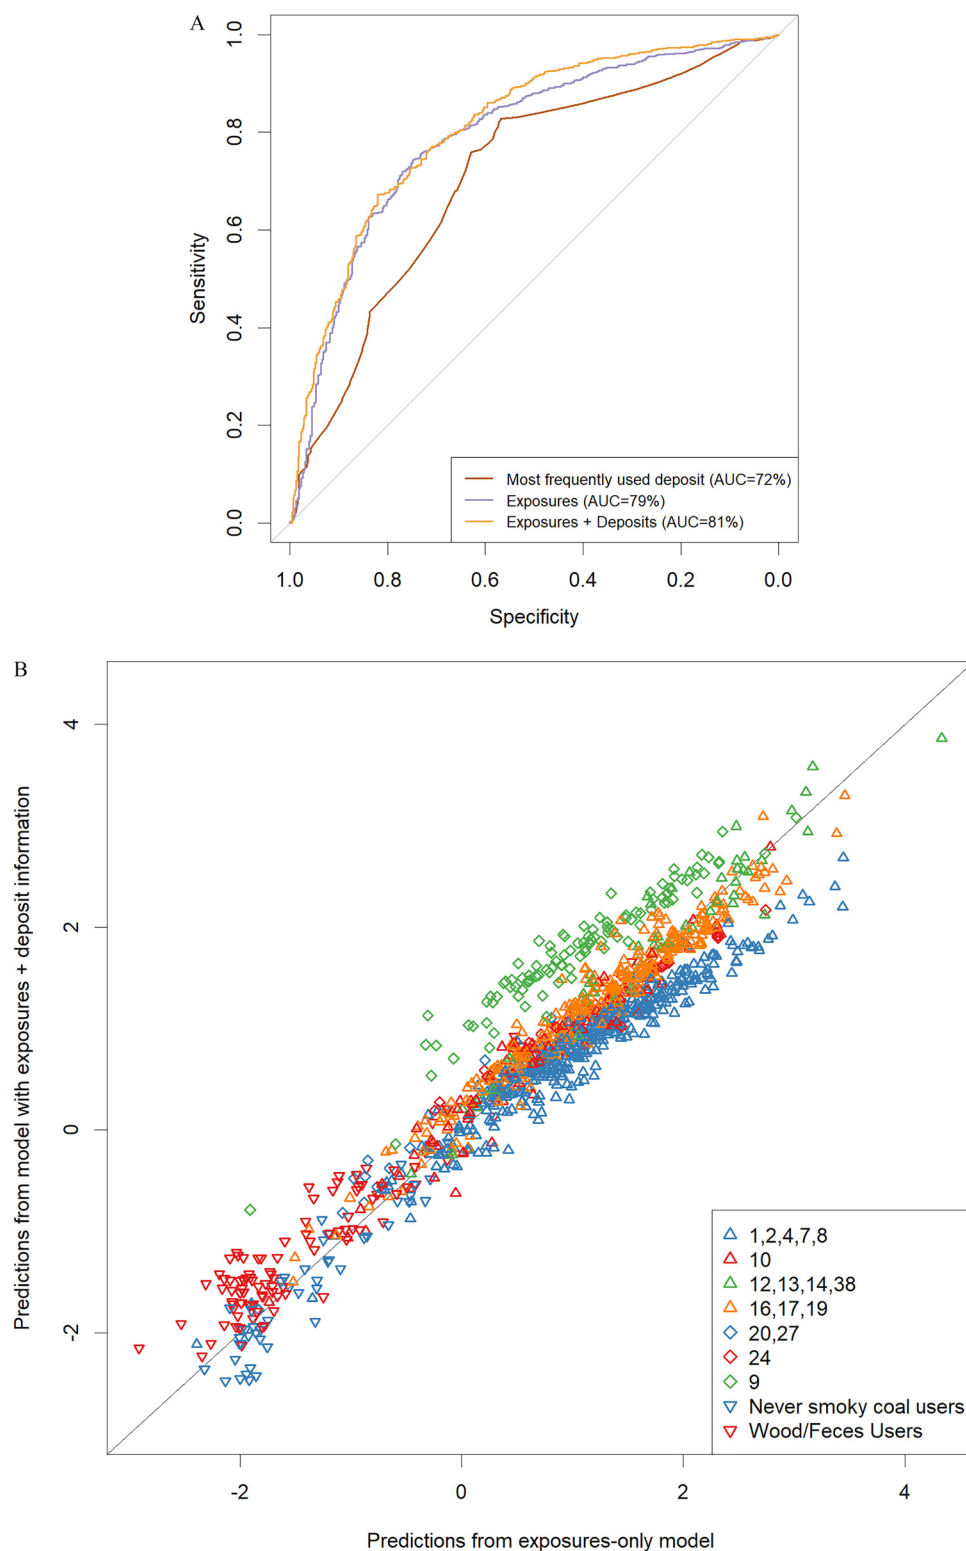 A
1.0
0.8
0.6
0.4
0.2
0.0
Sensitivity
Most frequently used deposit (AUC=72%)
Exposures (AUC=79%)
Exposures + Deposits (AUC=81%)
1.0 0.8 0.6 0.4 0.2 0.0
Specificity
B
4
2
0
-2
Predictions from model with exposures + deposit information
1,2,4,7,8
10
12,13,14,38
16,17,19
20,27
24
9
Never smoky coal users
Wood/Feces Users
-2 0 2 4
Predictions from exposures-only model